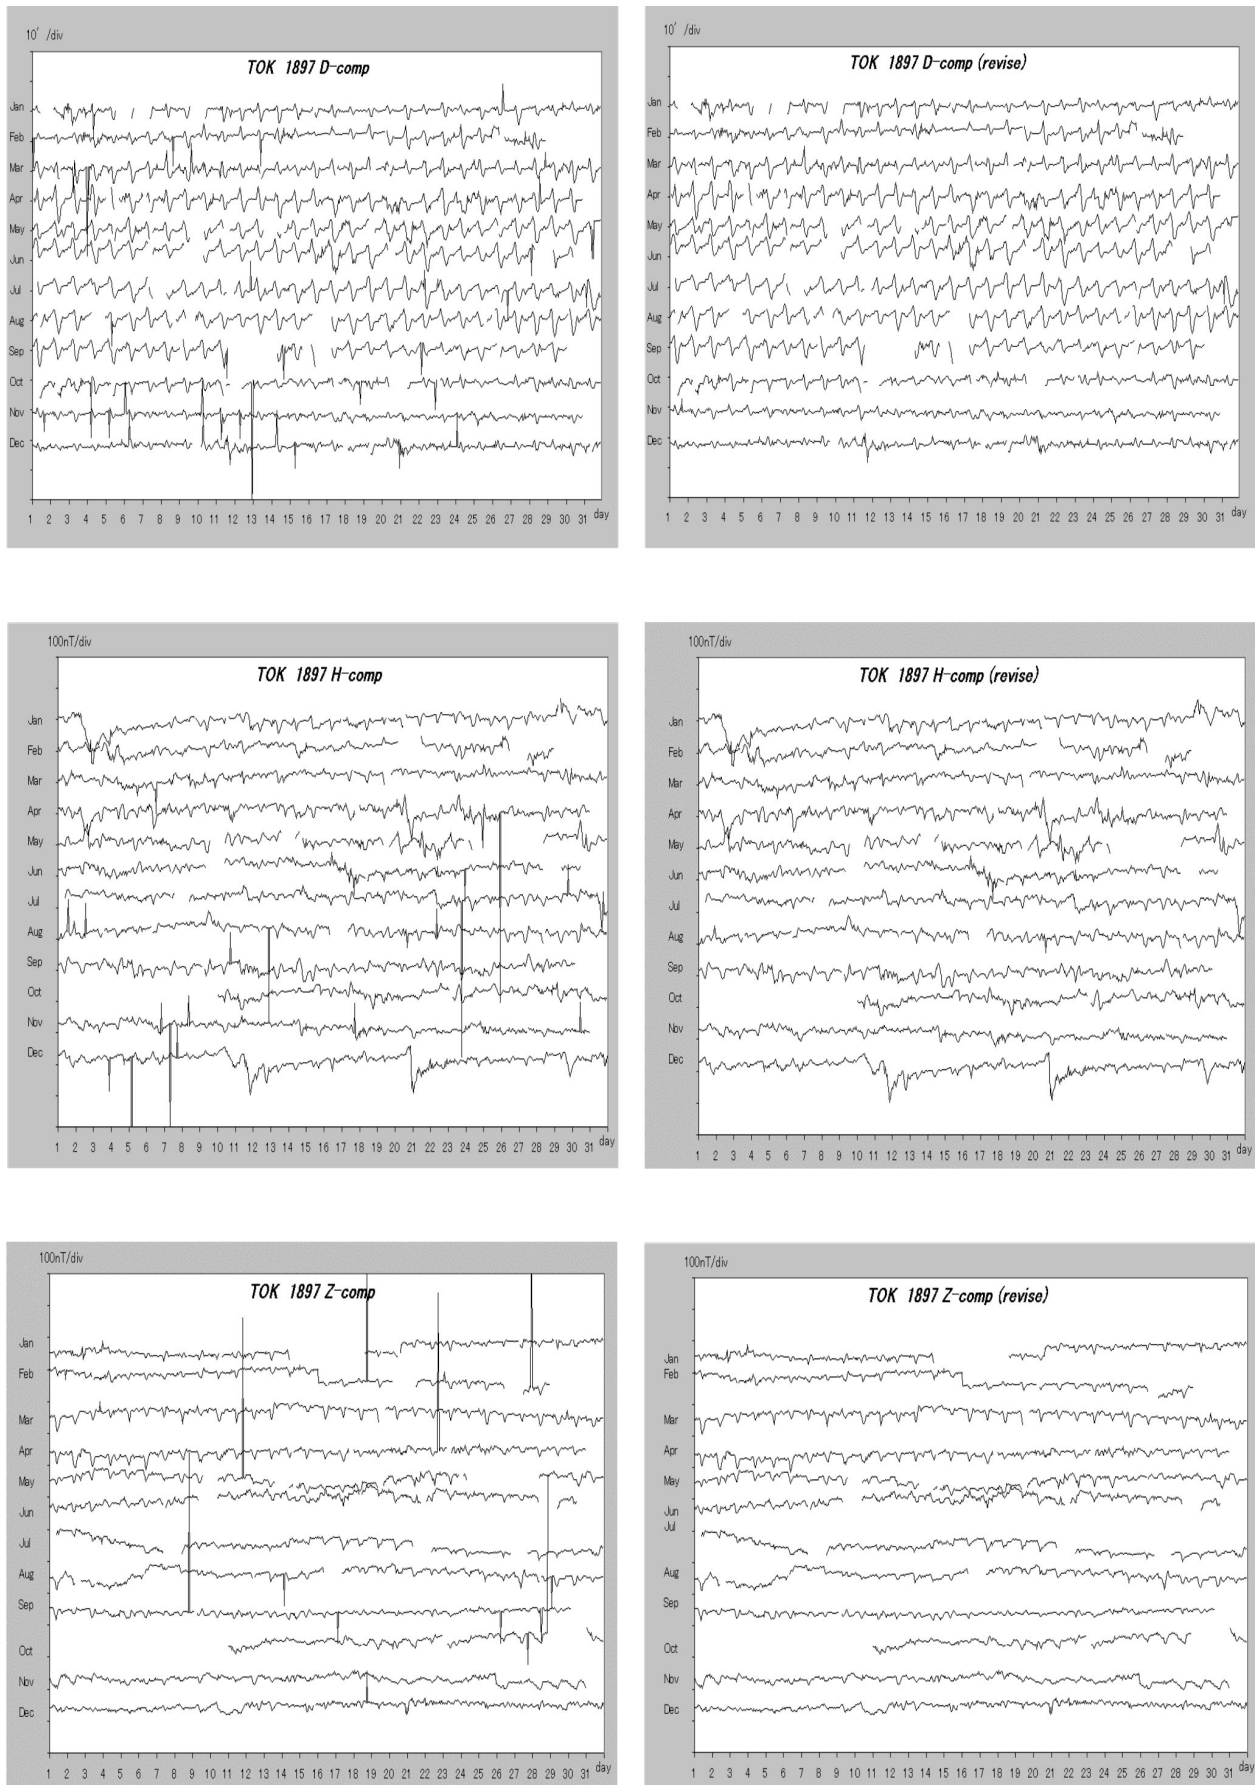 10′ /div
TOK 1897 D-comp
Jan
Feb
Mar
Apr
May
Jun
Jul
Aug
Sep
Oct
Nov
Dec
1 2 3 4 5 6 7 8 9 10 11 12 13 14 15 16 17 18 19 20 21 22 23 24 25 26 27 28 29 30 31 day
10′ /div
TOK 1897 D-comp (revise)
Jan
Feb
Mar
Apr
May
Jun
Jul
Aug
Sep
Oct
Nov
Dec
1 2 3 4 5 6 7 8 9 10 11 12 13 14 15 16 17 18 19 20 21 22 23 24 25 26 27 28 29 30 31 day
100nT/div
TOK 1897 H-comp
Jan
Feb
Mar
Apr
May
Jun
Jul
Aug
Sep
Oct
Nov
Dec
1 2 3 4 5 6 7 8 9 10 11 12 13 14 15 16 17 18 19 20 21 22 23 24 25 26 27 28 29 30 31 day
100nT/div
TOK 1897 H-comp (revise)
Jan
Feb
Mar
Apr
May
Jun
Jul
Aug
Sep
Oct
Nov
Dec
1 2 3 4 5 6 7 8 9 10 11 12 13 14 15 16 17 18 19 20 21 22 23 24 25 26 27 28 29 30 31 day
100nT/div
TOK 1897 Z-comp
Jan
Feb
Mar
Apr
May
Jun
Jul
Aug
Sep
Oct
Nov
Dec
1 2 3 4 5 6 7 8 9 10 11 12 13 14 15 16 17 18 19 20 21 22 23 24 25 26 27 28 29 30 31 day
100nT/div
TOK 1897 Z-comp (revise)
Jan
Feb
Mar
Apr
May
Jun
Jul
Aug
Sep
Oct
Nov
Dec
1 2 3 4 5 6 7 8 9 10 11 12 13 14 15 16 17 18 19 20 21 22 23 24 25 26 27 28 29 30 31 day